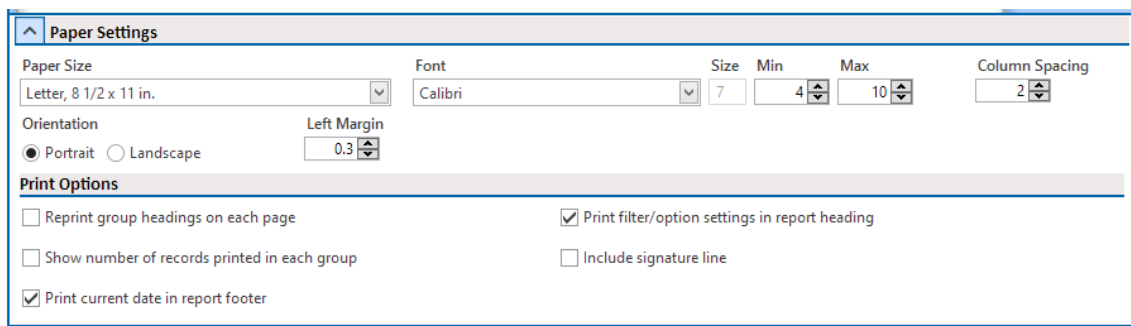 Paper Settings
Paper Size Font Size Min Max Column Spacing
Letter, 8 1/2 x 11 in. Calibri 7 4 10 2
Orientation Left Margin
Portrait Landscape 0.3
Print Options
Reprint group headings on each page Print filter/option settings in report heading
Show number of records printed in each group Include signature line
Print current date in report footer